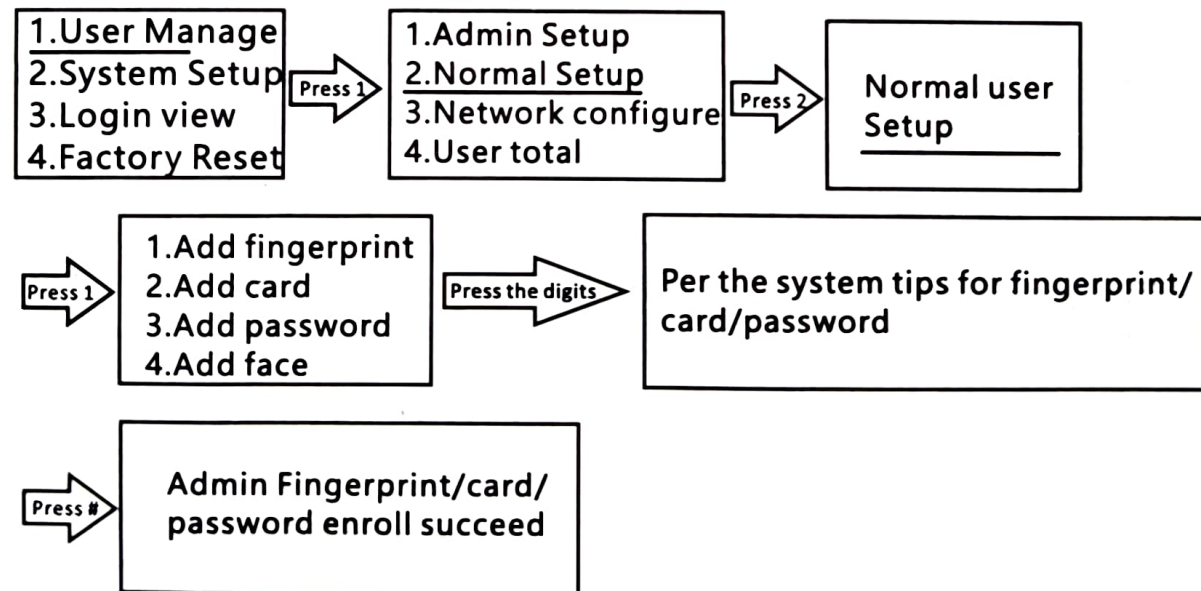 1.User Manage
2.System Setup
3.Login view
4.Factory Reset
Press 1
1.Admin Setup
2.Normal Setup
3.Network configure
4.User total
Press 2
Normal user
Setup
Press 1
1.Add fingerprint
2.Add card
3.Add password
4.Add face
Press the digits
Per the system tips for fingerprint/
card/password
Press #
Admin Fingerprint/card/
password enroll succeed